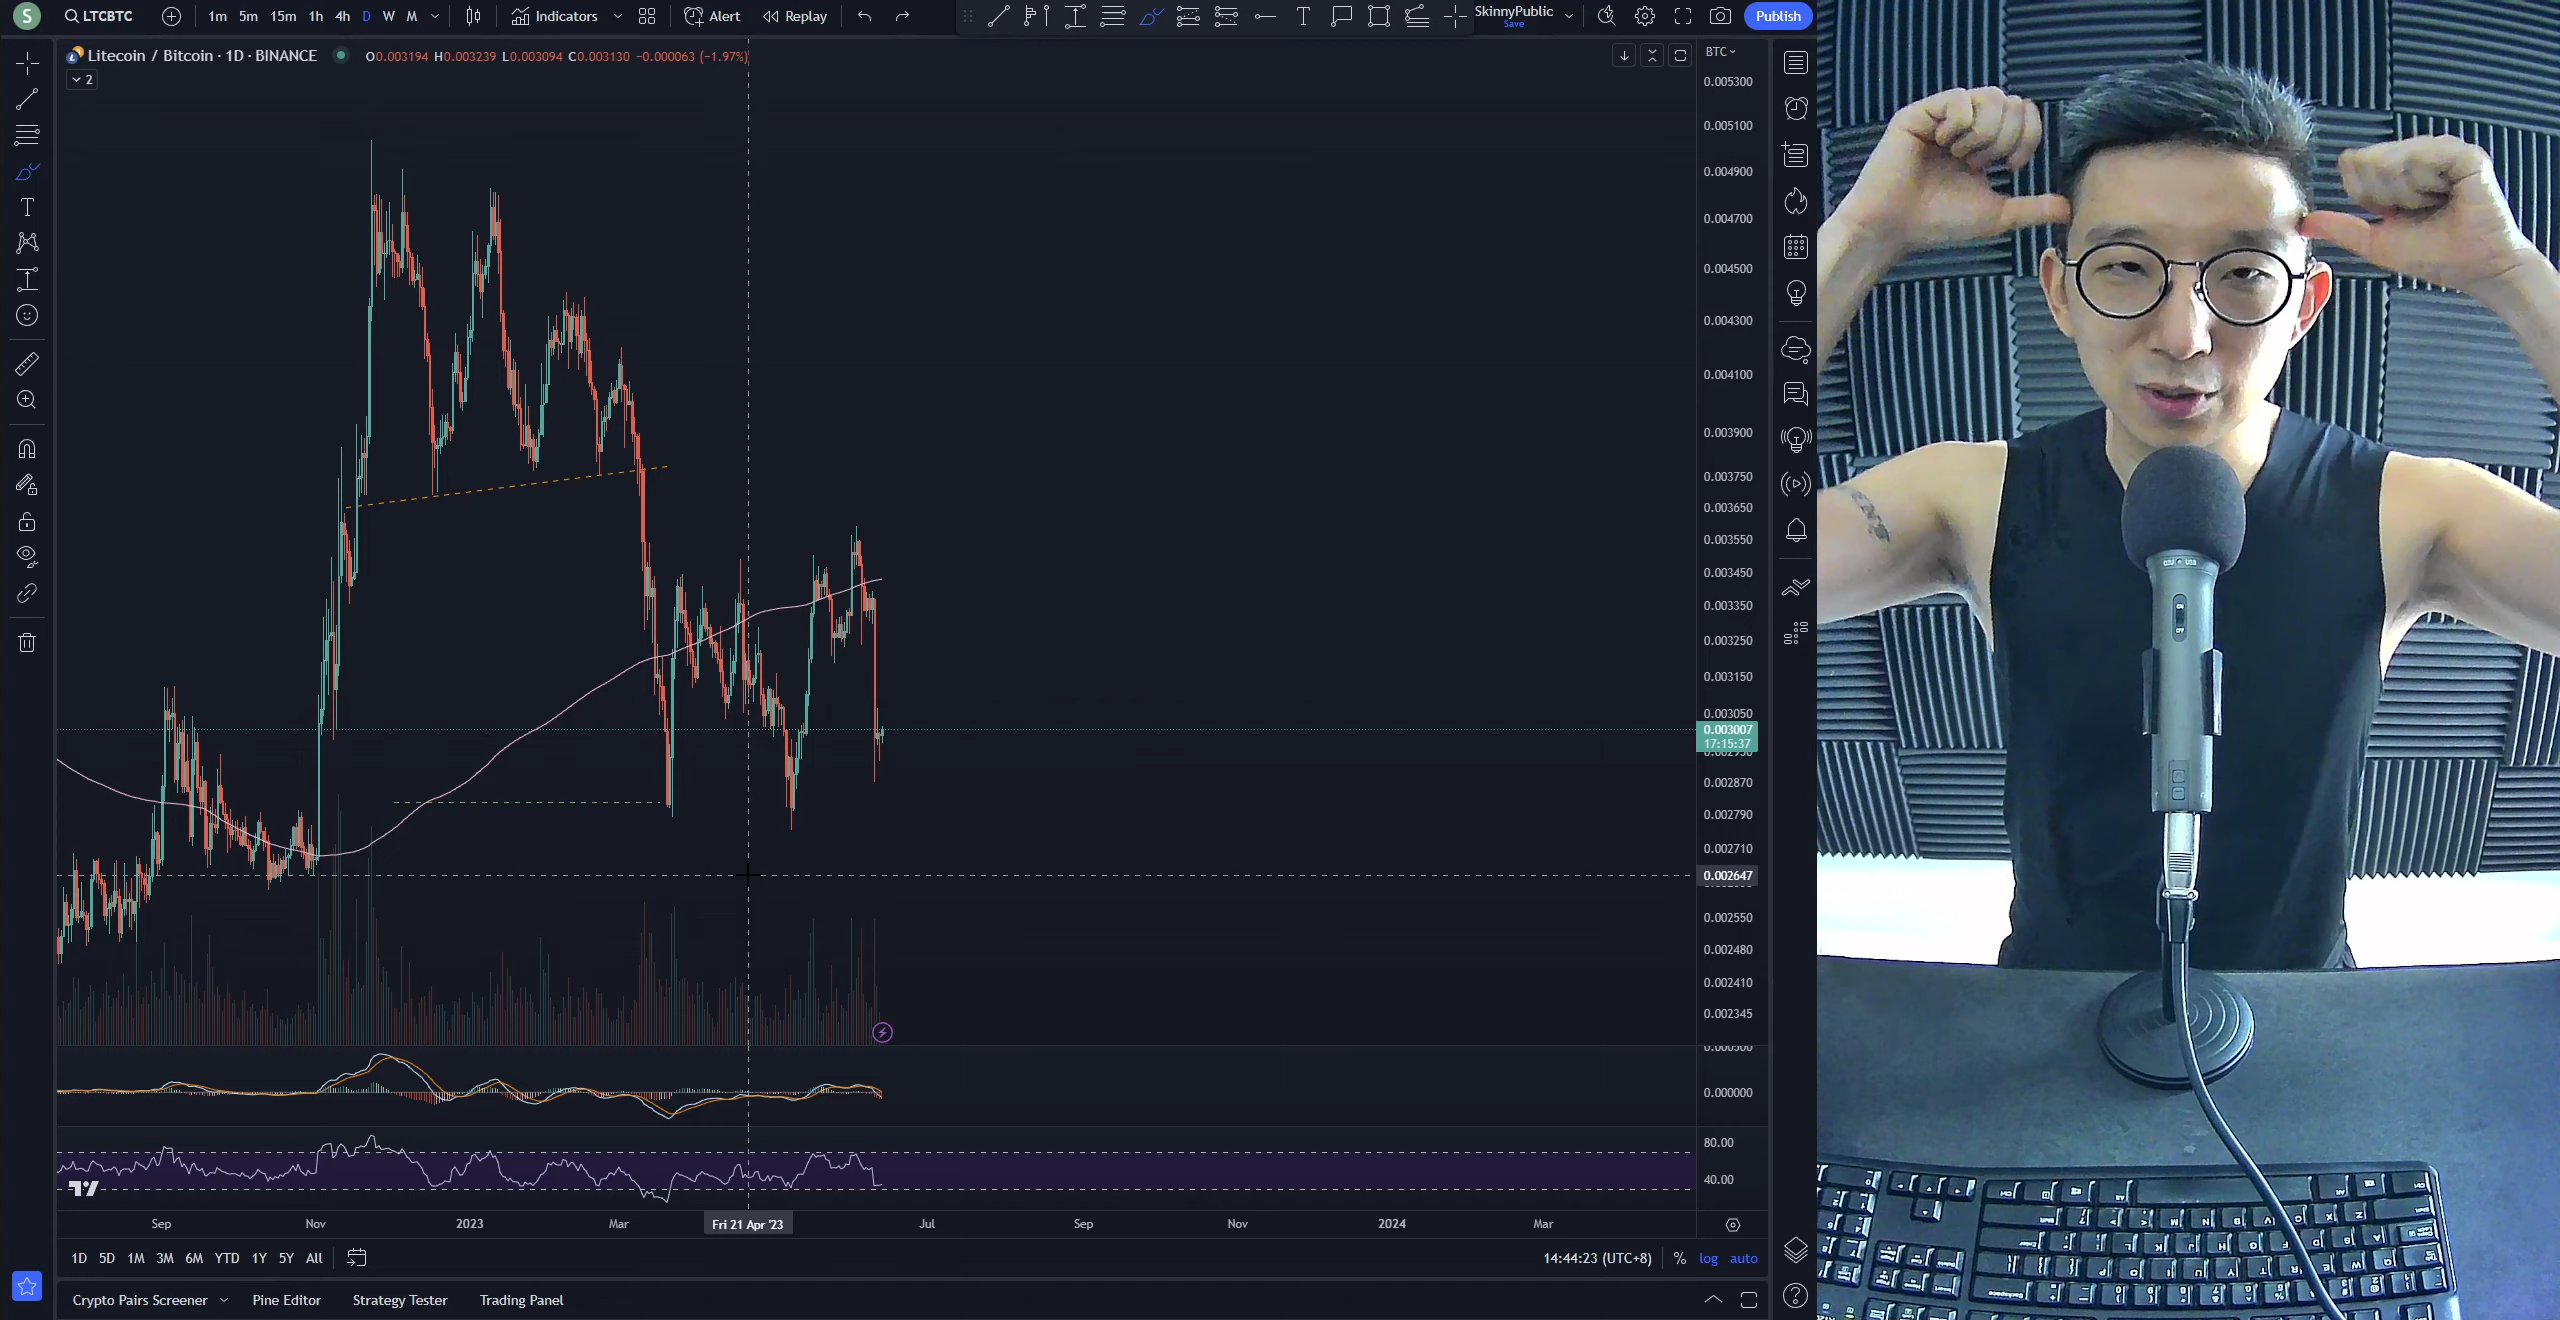 S
LTCBTC
1m 5m 15m 1h 4h D W M
Indicators
Alert
Replay
SkinnyPublic
Save
Publish
Litecoin / Bitcoin · 1D · BINANCE
O0.003194 H0.003239 L0.003094 C0.003130 −0.000063 (−1.97%)
2
BTC
0.005300
0.005100
0.004900
0.004700
0.004500
0.004300
0.004100
0.003900
0.003750
0.003650
0.003550
0.003450
0.003350
0.003250
0.003150
0.003050
0.003007
17:15:37
0.002870
0.002790
0.002710
0.002647
0.002550
0.002480
0.002410
0.002345
0.000500
0.000000
80.00
40.00
Sep Nov 2023 Mar Fri 21 Apr '23 Jul Sep Nov 2024 Mar
1D 5D 1M 3M 6M YTD 1Y 5Y All
14:44:23 (UTC+8) % log auto
Crypto Pairs Screener Pine Editor Strategy Tester Trading Panel